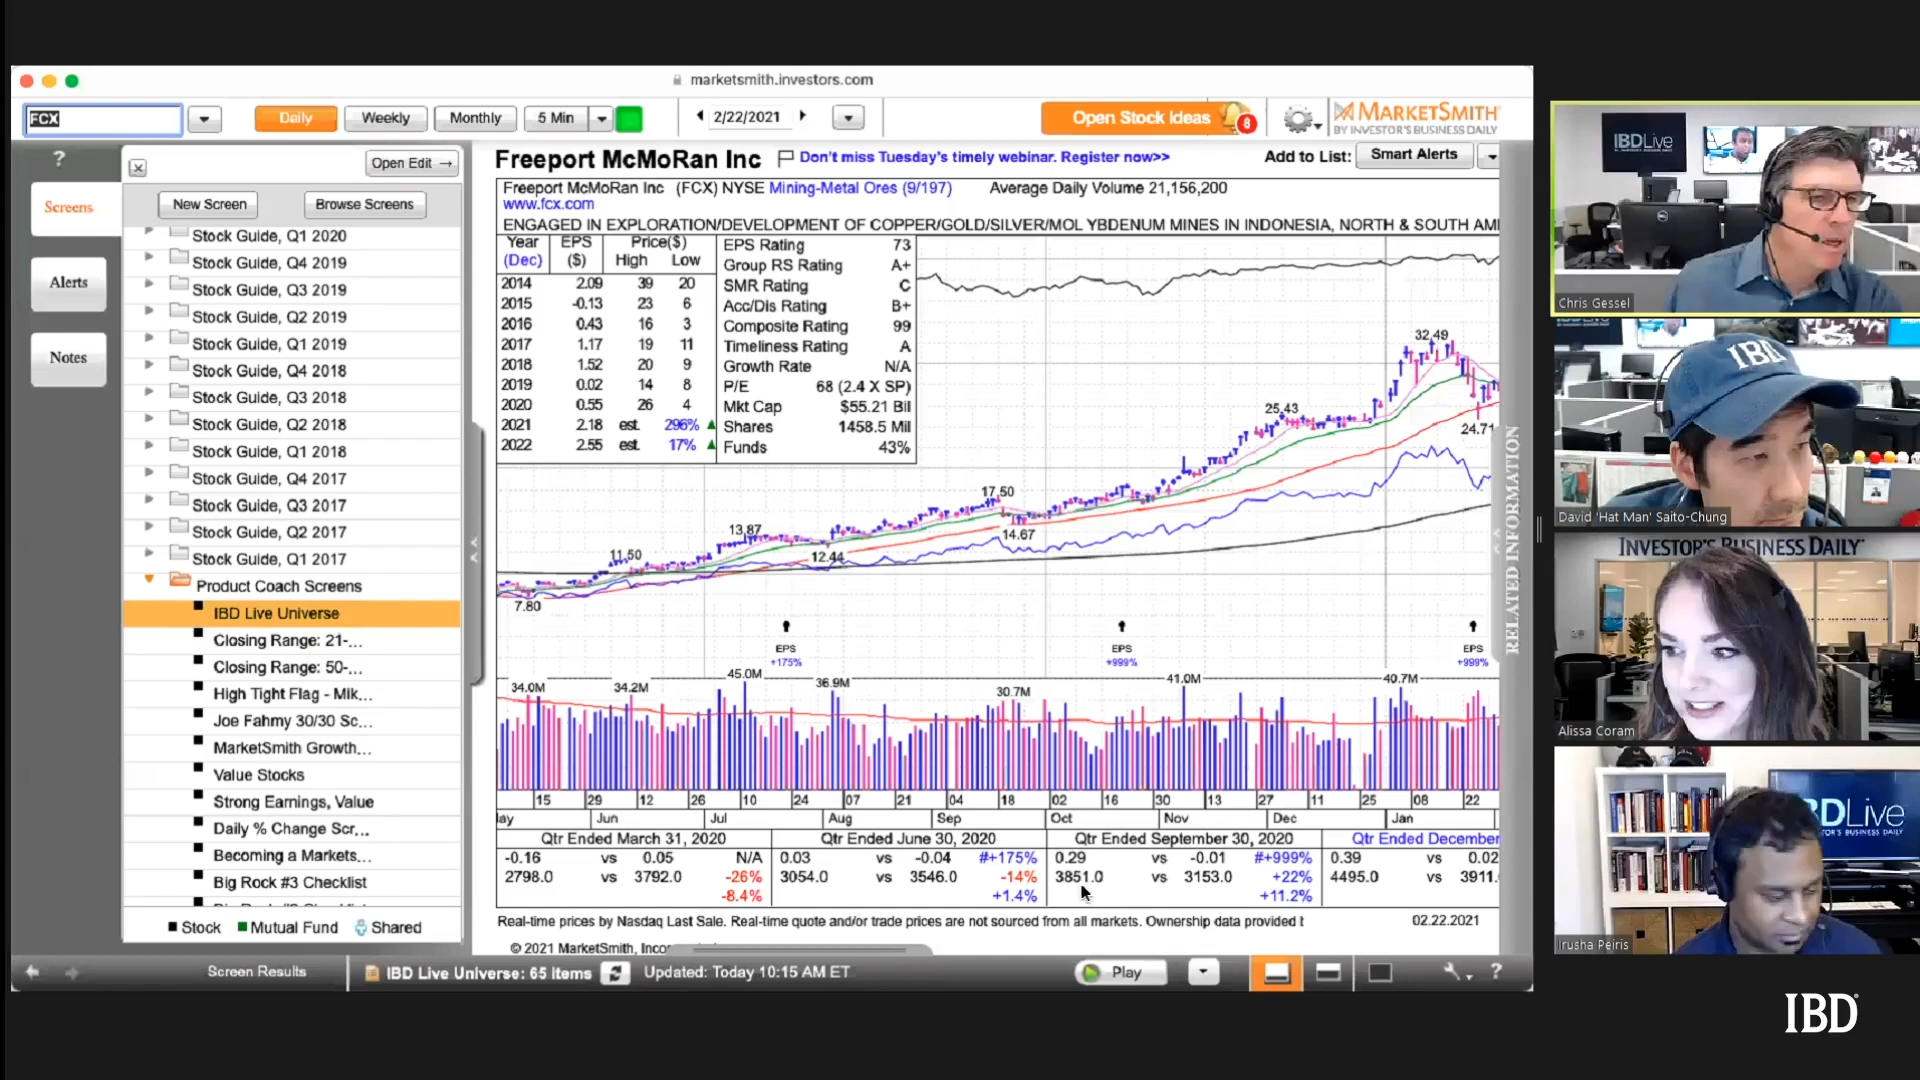 marketsmith.investors.com
FCX
Daily
Weekly
Monthly
5 Min
2/22/2021
Open Stock Ideas
8
MARKETSMITH
BY INVESTOR'S BUSINESS DAILY
?
Open Edit →
Screens
Alerts
Notes
New Screen
Browse Screens
Stock Guide, Q1 2020
Stock Guide, Q4 2019
Stock Guide, Q3 2019
Stock Guide, Q2 2019
Stock Guide, Q1 2019
Stock Guide, Q4 2018
Stock Guide, Q3 2018
Stock Guide, Q2 2018
Stock Guide, Q1 2018
Stock Guide, Q4 2017
Stock Guide, Q3 2017
Stock Guide, Q2 2017
Stock Guide, Q1 2017
Product Coach Screens
IBD Live Universe
Closing Range: 21-...
Closing Range: 50-...
High Tight Flag - Mik...
Joe Fahmy 30/30 Sc...
MarketSmith Growth...
Value Stocks
Strong Earnings, Value
Daily % Change Scr...
Becoming a Markets...
Big Rock #3 Checklist
Stock Mutual Fund Shared
Freeport McMoRan Inc
Don't miss Tuesday's timely webinar. Register now>>
Add to List:
Smart Alerts
Freeport McMoRan Inc (FCX) NYSE Mining-Metal Ores (9/197) Average Daily Volume 21,156,200
www.fcx.com
ENGAGED IN EXPLORATION/DEVELOPMENT OF COPPER/GOLD/SILVER/MOLYBDENUM MINES IN INDONESIA, NORTH & SOUTH AM
Year EPS Price($)
(Dec) ($) High Low
2014 2.09 39 20
2015 -0.13 23 6
2016 0.43 16 3
2017 1.17 19 11
2018 1.52 20 9
2019 0.02 14 8
2020 0.55 26 4
2021 2.18 est. 296%
2022 2.55 est. 17%
EPS Rating 73
Group RS Rating A+
SMR Rating C
Acc/Dis Rating B+
Composite Rating 99
Timeliness Rating A
Growth Rate N/A
P/E 68 (2.4 X SP)
Mkt Cap $55.21 Bil
Shares 1458.5 Mil
Funds 43%
32.49
25.43
24.71
17.50
14.67
13.87
12.44
11.50
7.80
EPS
+175%
EPS
+999%
EPS
+999%
34.0M 34.2M 45.0M 36.9M 30.7M 41.0M 40.7M
15 29 12 26 10 24 07 21 04 18 02 16 30 13 27 11 25 08 22
ay Jun Jul Aug Sep Oct Nov Dec Jan
Qtr Ended March 31, 2020
-0.16 vs 0.05 N/A
2798.0 vs 3792.0 -26%
-8.4%
Qtr Ended June 30, 2020
0.03 vs -0.04 #+175%
3054.0 vs 3546.0 -14%
+1.4%
Qtr Ended September 30, 2020
0.29 vs -0.01 #+999%
3851.0 vs 3153.0 +22%
+11.2%
Qtr Ended December
0.39 vs 0.02
4495.0 vs 3911.
Real-time prices by Nasdaq Last Sale. Real-time quote and/or trade prices are not sourced from all markets. Ownership data provided
02.22.2021
© 2021 MarketSmith, Incor
RELATED INFORMATION
Screen Results
IBD Live Universe: 65 items
Updated: Today 10:15 AM ET
Play
?
IBDLive
Chris Gessel
IBD
David 'Hat Man' Saito-Chung
INVESTOR'S BUSINESS DAILY
Alissa Coram
BDLive
Irusha Peiris
IBD